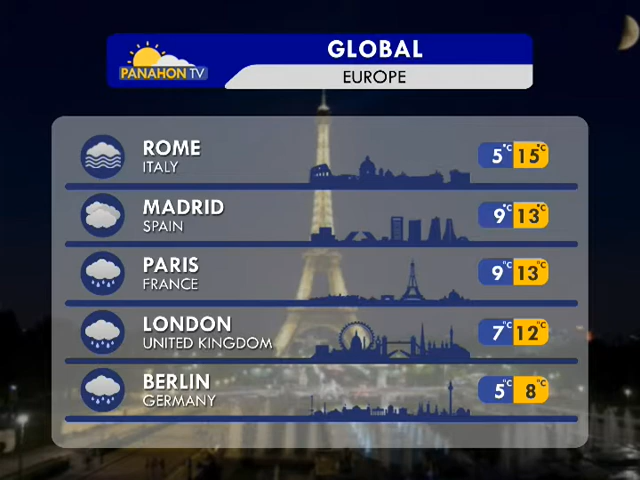 PANAHON TV
GLOBAL
EUROPE
ROME
ITALY
5°C 15°C
MADRID
SPAIN
9°C 13°C
PARIS
FRANCE
9°C 13°C
LONDON
UNITED KINGDOM
7°C 12°C
BERLIN
GERMANY
5°C 8°C